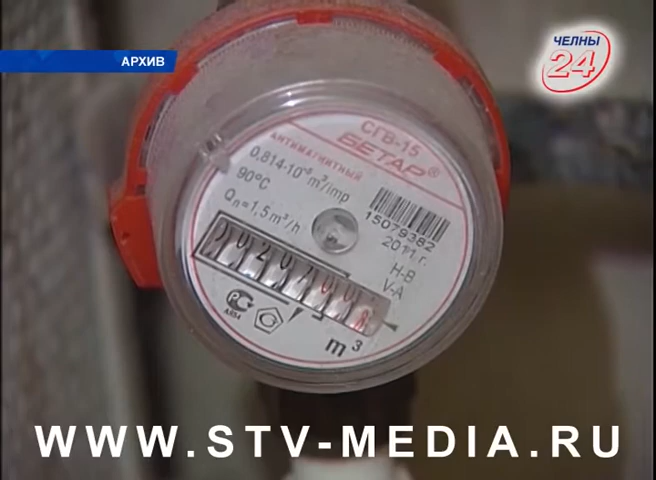 АРХИВ
ЧЕЛНЫ
24
СГВ-15
БЕТАР®
АНТИМАГНИТНЫЙ
0,814·10⁻⁶ m³/imp
90°C
Qn=1,5m³/h
15079382
2011 г.
H-B
V-A
m³
WWW.STV-MEDIA.RU